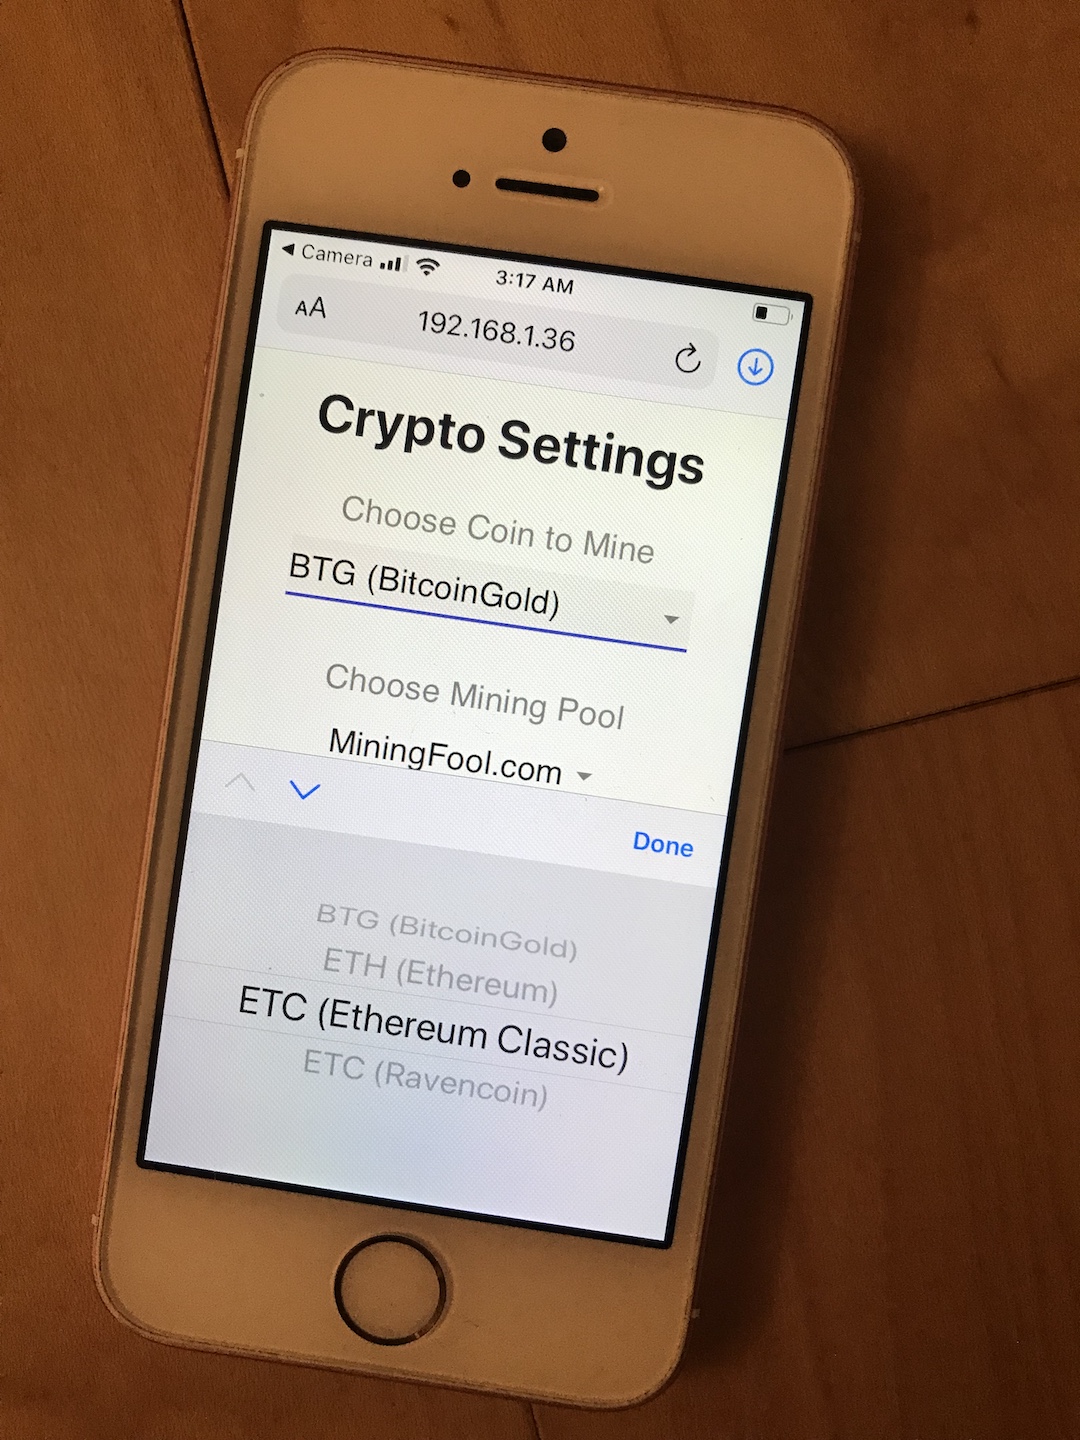 Camera
3:17 AM
AA
192.168.1.36
Crypto Settings
Choose Coin to Mine
BTG (BitcoinGold)
Choose Mining Pool
MiningFool.com
Done
BTG (BitcoinGold)
ETH (Ethereum)
ETC (Ethereum Classic)
ETC (Ravencoin)